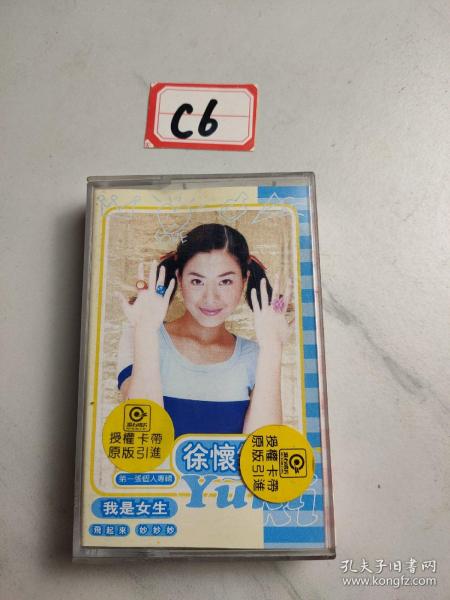 C6
授權卡帶
原版引進
徐懷
授權卡帶
原版引進
第一張個人專輯
Yuki
我是女生
飛起來 妙妙妙
孔夫子旧书网
www.kongfz.com